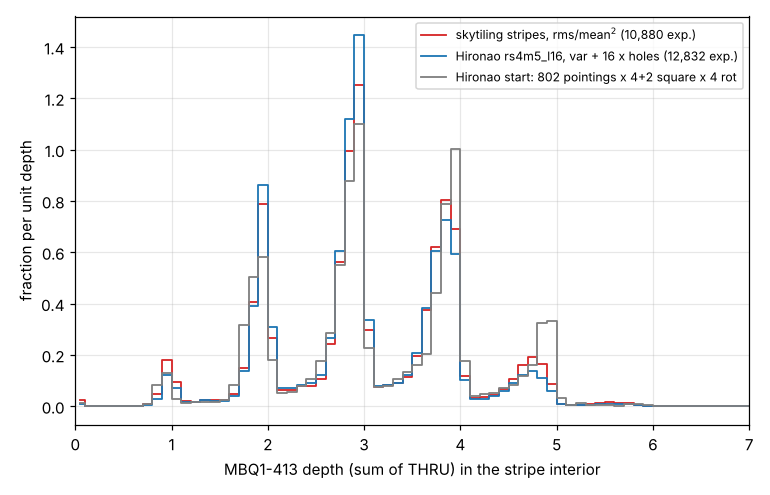 skytiling stripes, rms/mean² (10,880 exp.)
Hironao rs4m5_l16, var + 16 x holes (12,832 exp.)
Hironao start: 802 pointings x 4+2 square x 4 rot
fraction per unit depth
1.4
1.2
1.0
0.8
0.6
0.4
0.2
0.0
0 1 2 3 4 5 6 7
MBQ1-413 depth (sum of THRU) in the stripe interior